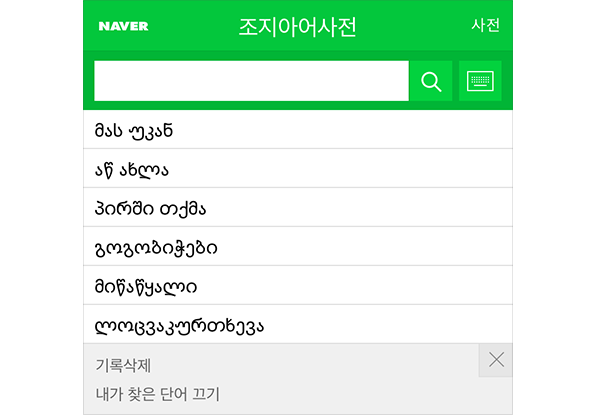 NAVER 조지아어사전 사전
მას უკან
აწ ახლა
პირში თქმა
გოგობიჭები
მიწაწყალი
ლოცვაკურთხევა
기록삭제
내가 찾은 단어 끄기